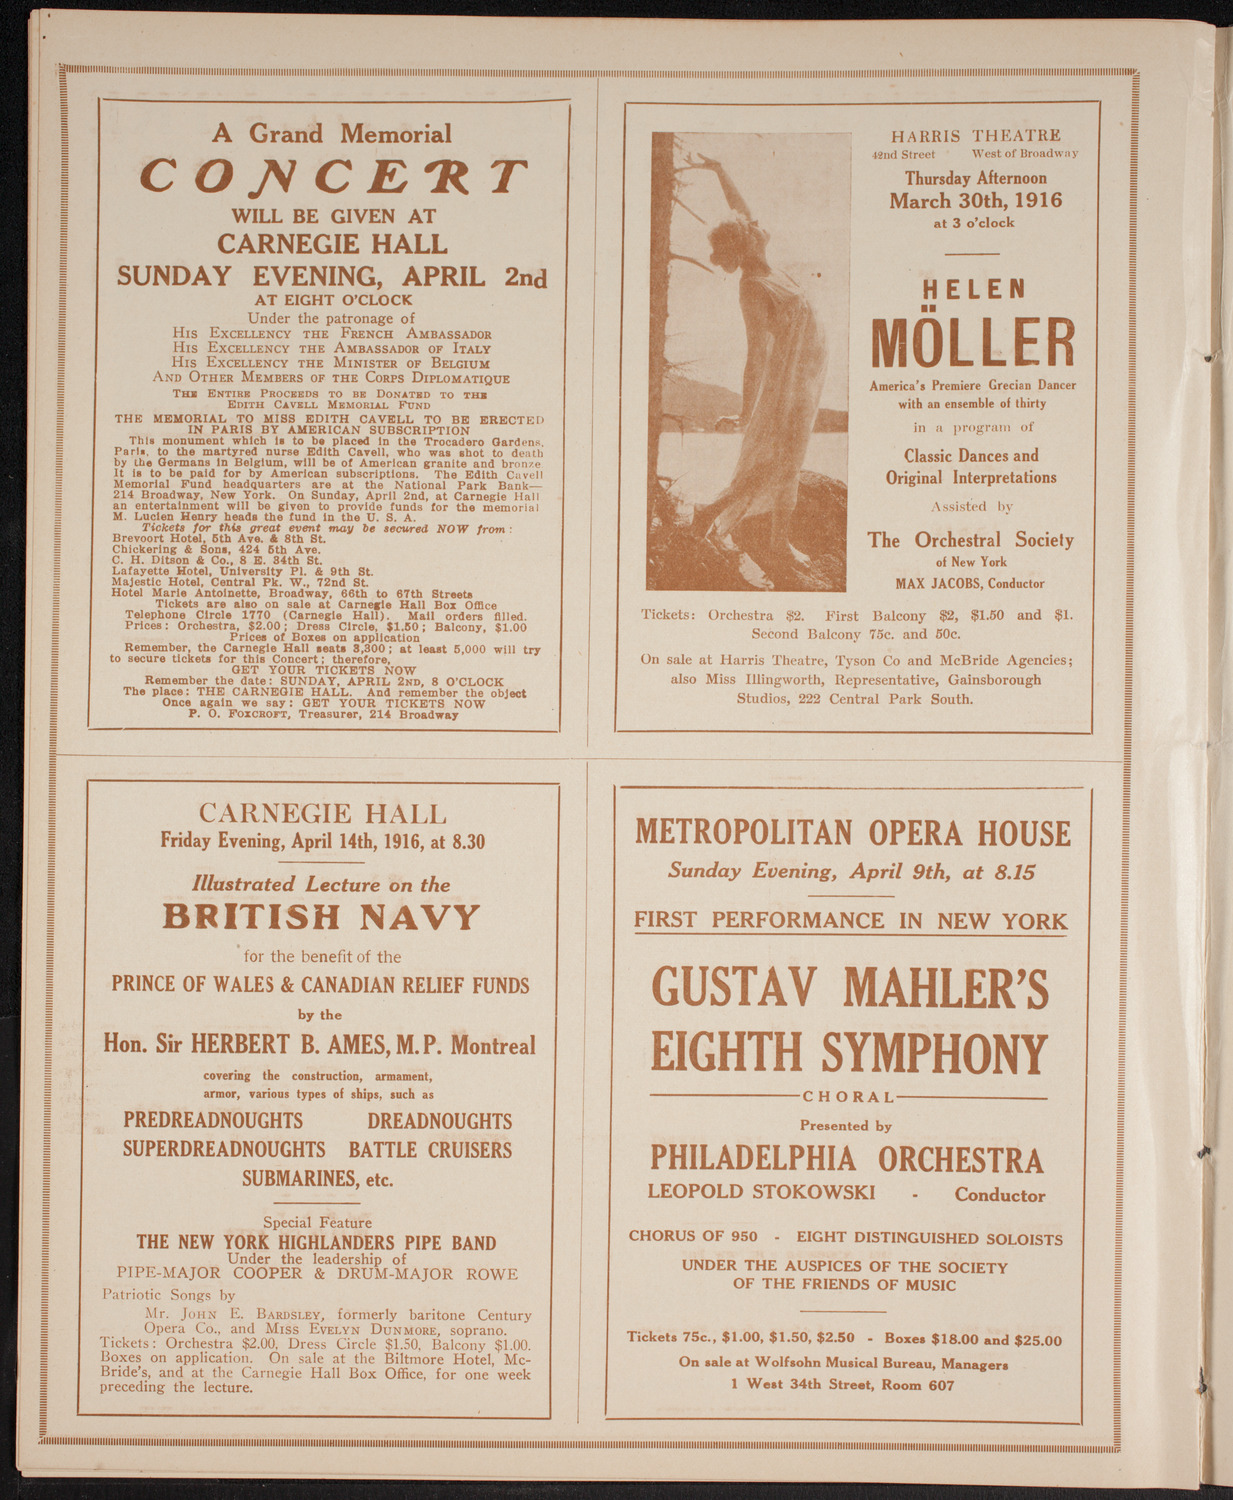 A Grand Memorial
CONCERT
WILL BE GIVEN AT
CARNEGIE HALL
SUNDAY EVENING, APRIL 2nd
AT EIGHT O'CLOCK
Under the patronage of
HIS EXCELLENCY THE FRENCH AMBASSADOR
HIS EXCELLENCY THE AMBASSADOR OF ITALY
HIS EXCELLENCY THE MINISTER OF BELGIUM
AND OTHER MEMBERS OF THE CORPS DIPLOMATIQUE
THE ENTIRE PROCEEDS TO BE DONATED TO THE
EDITH CAVELL MEMORIAL FUND
THE MEMORIAL TO MISS EDITH CAVELL TO BE ERECTED
IN PARIS BY AMERICAN SUBSCRIPTION
This monument which is to be placed in the Trocadero Gardens,
Paris, to the martyred nurse Edith Cavell, who was shot to death
by the Germans in Belgium, will be of American granite and bronze.
It is to be paid for by American subscriptions. The Edith Cavell
Memorial Fund headquarters are at the National Park Bank—
214 Broadway, New York. On Sunday, April 2nd, at Carnegie Hall
an entertainment will be given to provide funds for the memorial
M. Lucien Henry heads the fund in the U. S. A.
Tickets for this great event may be secured NOW from:
Brevoort Hotel, 5th Ave. & 8th St.
Chickering & Sons, 424 5th Ave.
C. H. Ditson & Co., 8 E. 34th St.
Lafayette Hotel, University Pl. & 9th St.
Majestic Hotel, Central Pk. W., 72nd St.
Hotel Marie Antoinette, Broadway, 66th to 67th Streets
Tickets are also on sale at Carnegie Hall Box Office
Telephone Circle 1770 (Carnegie Hall). Mail orders filled.
Prices: Orchestra, $2.00; Dress Circle, $1.50; Balcony, $1.00
Prices of Boxes on application
Remember, the Carnegie Hall seats 3,300; at least 5,000 will try
to secure tickets for this Concert; therefore,
GET YOUR TICKETS NOW
Remember the date: SUNDAY, APRIL 2ND, 8 O'CLOCK
The place: THE CARNEGIE HALL. And remember the object
Once again we say: GET YOUR TICKETS NOW
P. O. FOXCROFT, Treasurer, 214 Broadway
HARRIS THEATRE
42nd Street West of Broadway
Thursday Afternoon
March 30th, 1916
at 3 o'clock
HELEN
MÖLLER
America's Premiere Grecian Dancer
with an ensemble of thirty
in a program of
Classic Dances and
Original Interpretations
Assisted by
The Orchestral Society
of New York
MAX JACOBS, Conductor
Tickets: Orchestra $2. First Balcony $2, $1.50 and $1.
Second Balcony 75c. and 50c.
On sale at Harris Theatre, Tyson Co and McBride Agencies;
also Miss Illingworth, Representative, Gainsborough
Studios, 222 Central Park South.
CARNEGIE HALL
Friday Evening, April 14th, 1916, at 8.30
Illustrated Lecture on the
BRITISH NAVY
for the benefit of the
PRINCE OF WALES & CANADIAN RELIEF FUNDS
by the
Hon. Sir HERBERT B. AMES, M.P. Montreal
covering the construction, armament,
armor, various types of ships, such as
PREDREADNOUGHTS DREADNOUGHTS
SUPERDREADNOUGHTS BATTLE CRUISERS
SUBMARINES, etc.
Special Feature
THE NEW YORK HIGHLANDERS PIPE BAND
Under the leadership of
PIPE-MAJOR COOPER & DRUM-MAJOR ROWE
Patriotic Songs by
Mr. JOHN E. BARDSLEY, formerly baritone Century
Opera Co., and MISS EVELYN DUNMORE, soprano.
Tickets: Orchestra $2.00, Dress Circle $1.50, Balcony $1.00.
Boxes on application. On sale at the Biltmore Hotel, Mc-
Bride's, and at the Carnegie Hall Box Office, for one week
preceding the lecture.
METROPOLITAN OPERA HOUSE
Sunday Evening, April 9th, at 8.15
FIRST PERFORMANCE IN NEW YORK
GUSTAV MAHLER'S
EIGHTH SYMPHONY
CHORAL
Presented by
PHILADELPHIA ORCHESTRA
LEOPOLD STOKOWSKI - Conductor
CHORUS OF 950 - EIGHT DISTINGUISHED SOLOISTS
UNDER THE AUSPICES OF THE SOCIETY
OF THE FRIENDS OF MUSIC
Tickets 75c., $1.00, $1.50, $2.50 - Boxes $18.00 and $25.00
On sale at Wolfsohn Musical Bureau, Managers
1 West 34th Street, Room 607